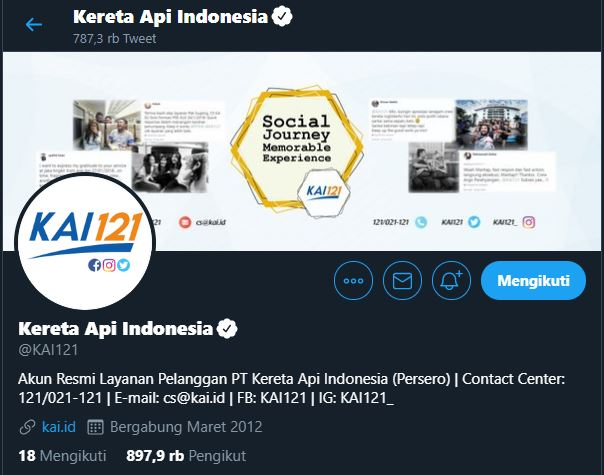 Kereta Api Indonesia
787,3 rb Tweet
Social
Journey
Memorable
Experience
KAI121
cs@kai.id
121/021-121
KAI121
KAI121_
KAI121
Kereta Api Indonesia
@KAI121
Mengikuti
Akun Resmi Layanan Pelanggan PT Kereta Api Indonesia (Persero) | Contact Center:
121/021-121 | E-mail: cs@kai.id | FB: KAI121 | IG: KAI121_
kai.id Bergabung Maret 2012
18 Mengikuti 897,9 rb Pengikut